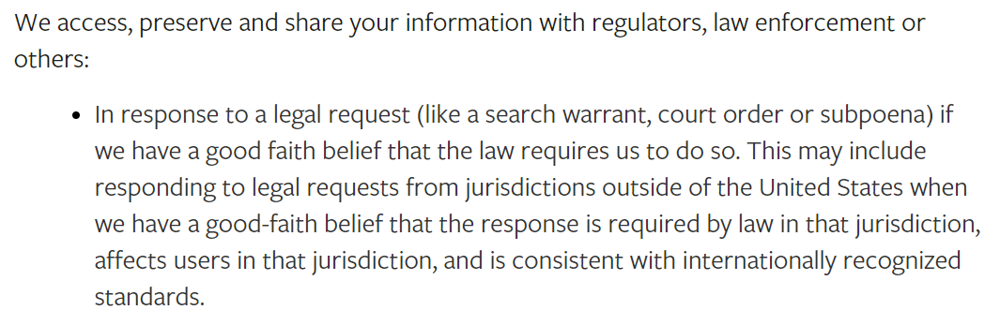 We access, preserve and share your information with regulators, law enforcement or
others:
• In response to a legal request (like a search warrant, court order or subpoena) if
we have a good faith belief that the law requires us to do so. This may include
responding to legal requests from jurisdictions outside of the United States when
we have a good-faith belief that the response is required by law in that jurisdiction,
affects users in that jurisdiction, and is consistent with internationally recognized
standards.